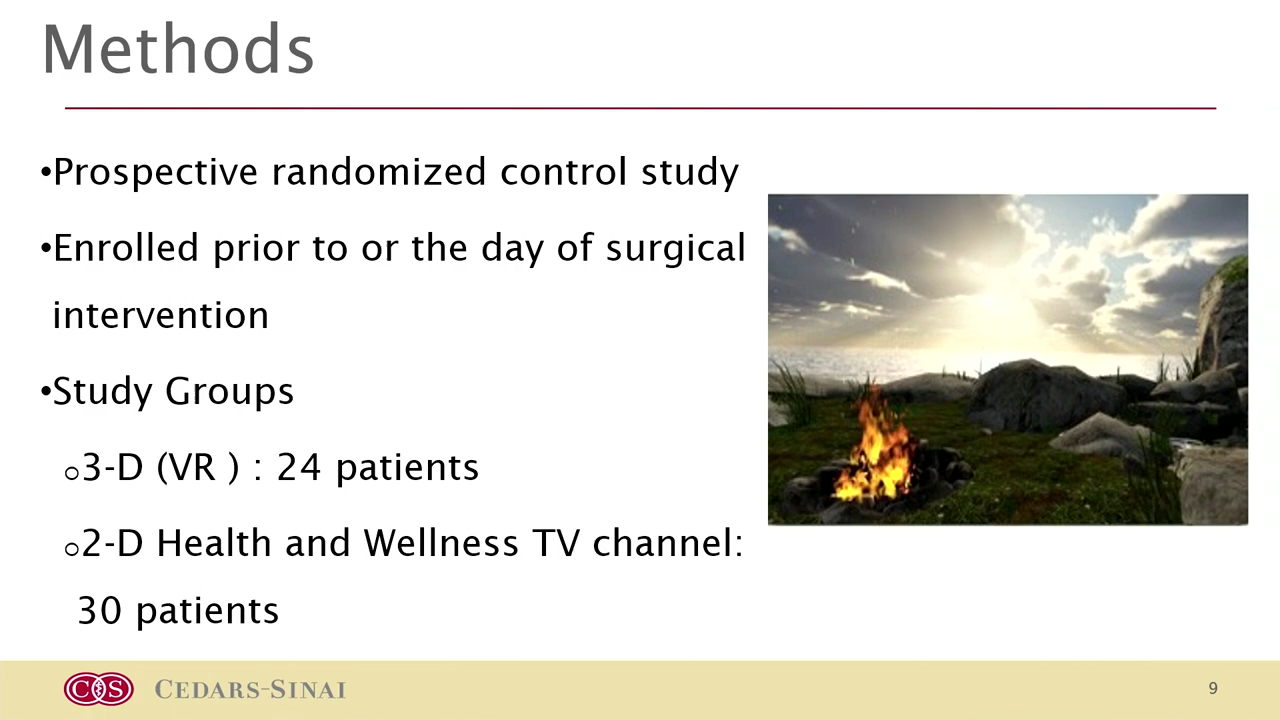 Methods
•Prospective randomized control study
•Enrolled prior to or the day of surgical
intervention
•Study Groups
○3-D (VR ) : 24 patients
○2-D Health and Wellness TV channel:
30 patients
CS CEDARS-SINAI
9